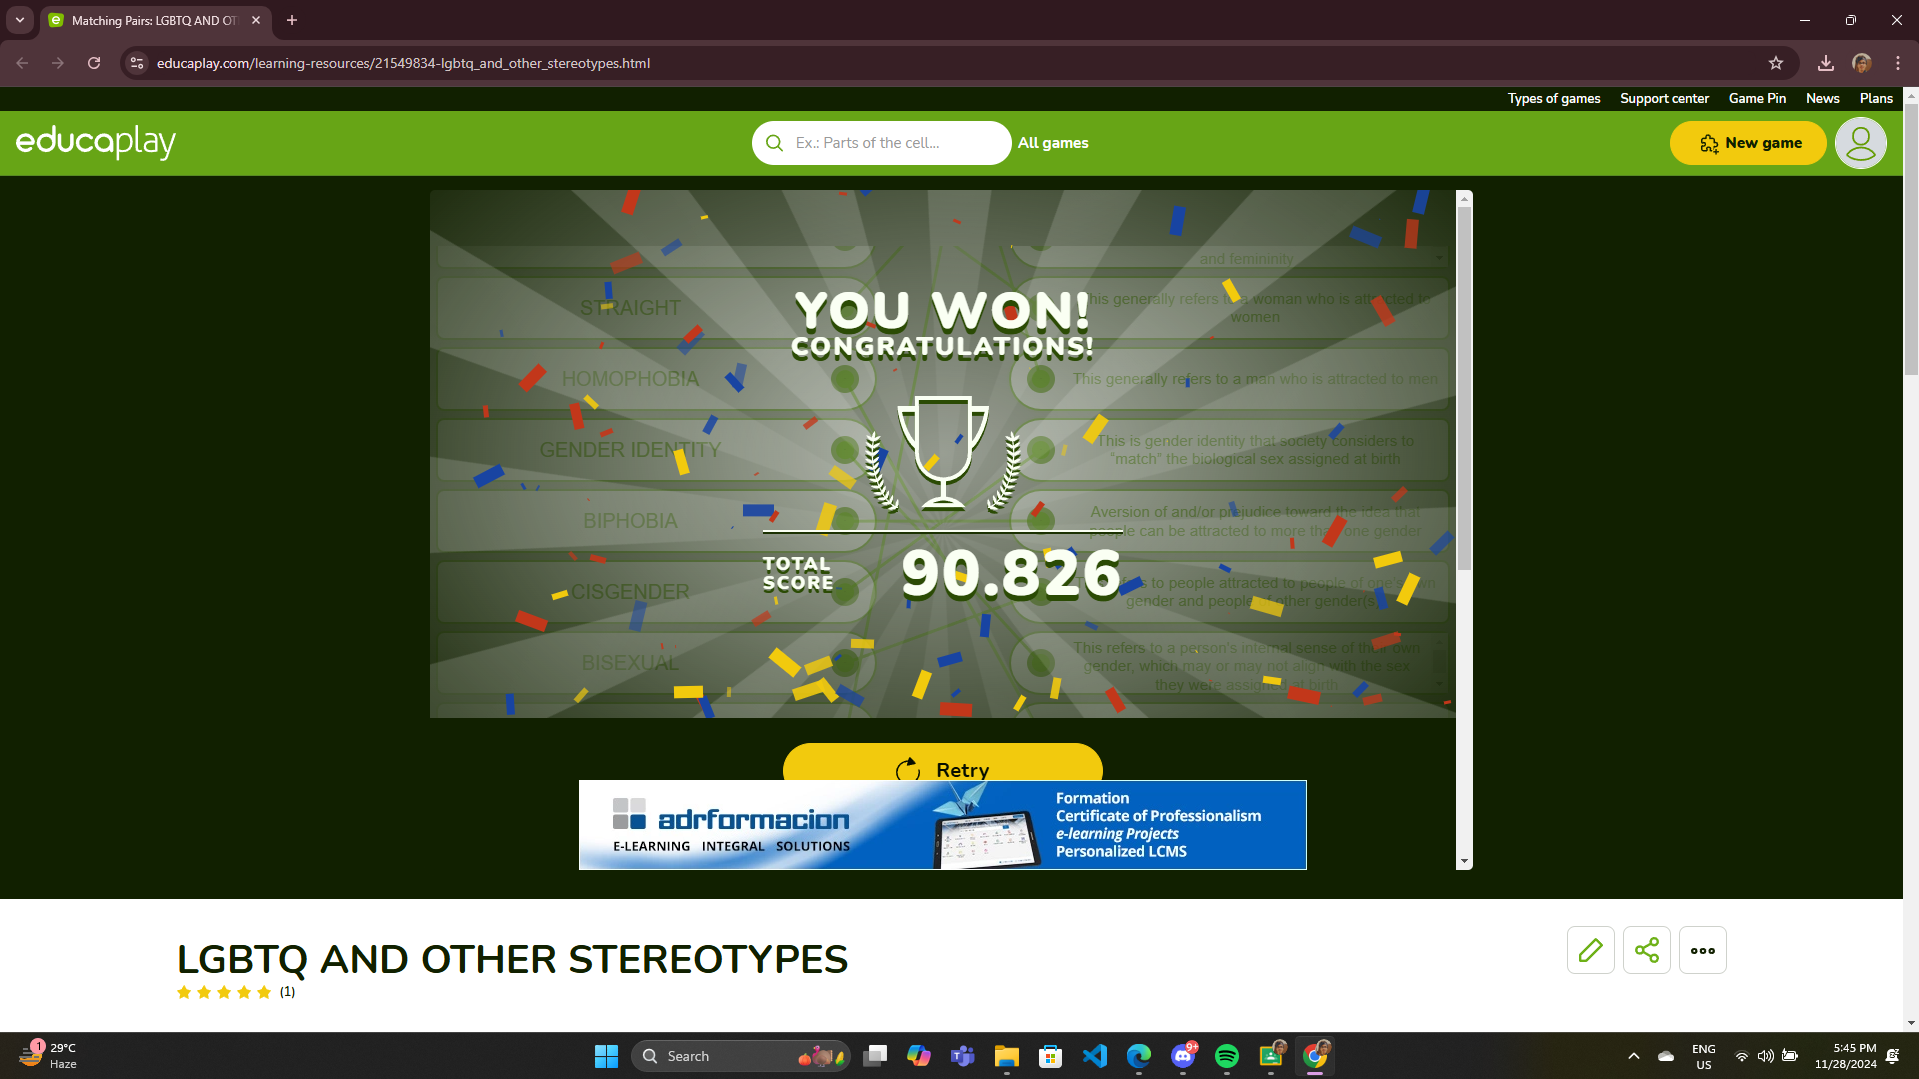 Matching Pairs: LGBTQ AND OT
educaplay.com/learning-resources/21549834-lgbtq_and_other_stereotypes.html
Types of games Support center Game Pin News Plans
educaplay
Ex.: Parts of the cell...
All games
New game
and femininity
STRAIGHT
This generally refers to a woman who is attracted to
women
YOU WON!
CONGRATULATIONS!
HOMOPHOBIA
This generally refers to a man who is attracted to men
GENDER IDENTITY
This is gender identity that society considers to
"match" the biological sex assigned at birth
BIPHOBIA
Aversion of and/or prejudice toward the idea that
people can be attracted to more than one gender
TOTAL
SCORE
90.826
CISGENDER
This refers to people attracted to people of one's own
gender and people of other gender(s)
BISEXUAL
This refers to a person's internal sense of their own
gender, which may or may not align with the sex
they were assigned at birth
Retry
adrformacion
E-LEARNING INTEGRAL SOLUTIONS
Formation
Certificate of Professionalism
e-learning Projects
Personalized LCMS
LGBTQ AND OTHER STEREOTYPES
(1)
1
29°C
Haze
Search
9+
ENG
US
5:45 PM
11/28/2024